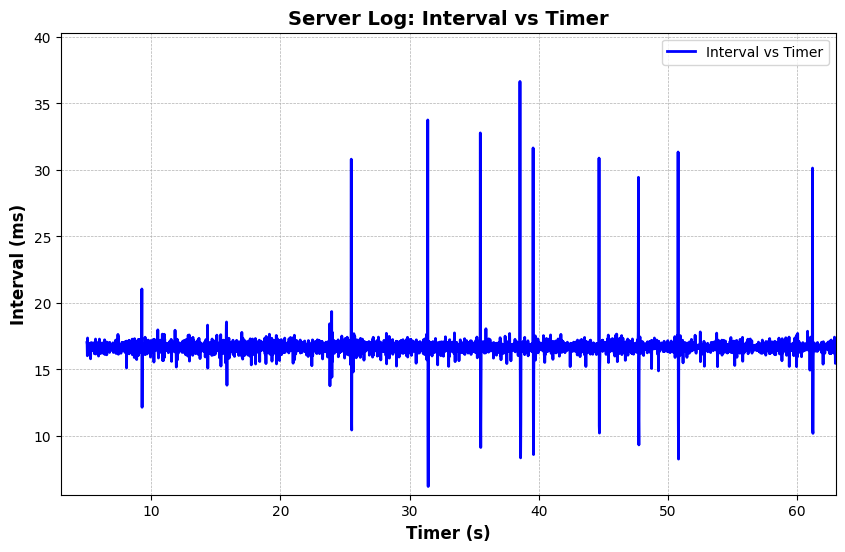 Server Log: Interval vs Timer
Interval vs Timer
Interval (ms)
40
35
30
25
20
15
10
10 20 30 40 50 60
Timer (s)